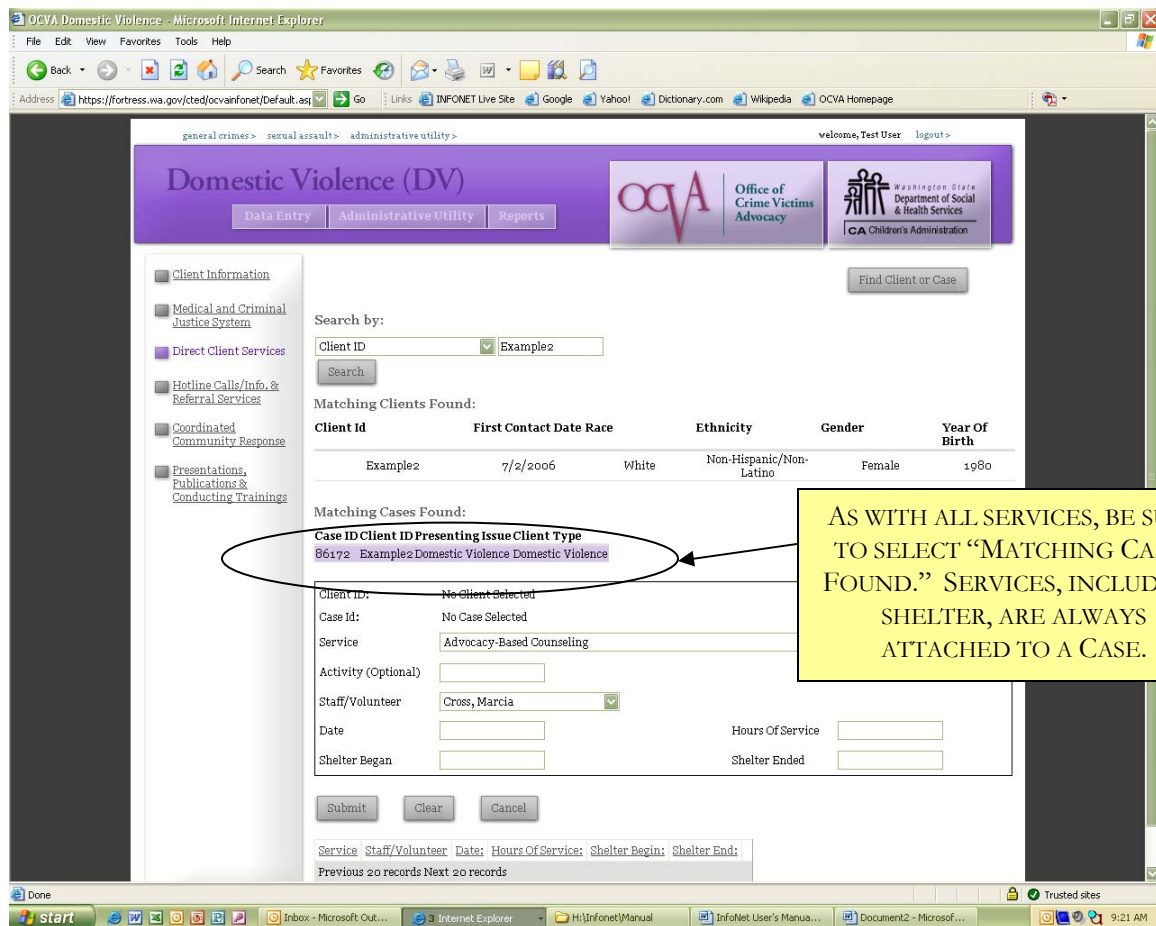 OCVA Domestic Violence - Microsoft Internet Explorer
File Edit View Favorites Tools Help
Back Search Favorites
Address https://fortress.wa.gov/cted/ocvainfonet/Default.asp Go Links INFONET Live Site Google Yahoo! Dictionary.com Wikipedia OCVA Homepage
general crimes> sexual assault> administrative utility> welcome, Test User logout>
Domestic Violence (DV)
Data Entry Administrative Utility Reports
OCVA
Office of
Crime Victims
Advocacy
Washington State
Department of Social
& Health Services
CA Children's Administration
Client Information
Medical and Criminal
Justice System
Direct Client Services
Hotline Calls/Info. &
Referral Services
Coordinated
Community Response
Presentations,
Publications &
Conducting Trainings
Find Client or Case
Search by:
Client ID Example2
Search
Matching Clients Found:
Client Id First Contact Date Race Ethnicity Gender Year Of
Birth
Example2 7/2/2006 White Non-Hispanic/Non-
Latino Female 1980
Matching Cases Found:
Case ID Client ID Presenting Issue Client Type
86172 Example2 Domestic Violence Domestic Violence
AS WITH ALL SERVICES, BE
TO SELECT “MATCHING
FOUND.” SERVICES,
SHELTER, ARE ALWAYS
ATTACHED TO A CASE.
Client ID: No Client Selected
Case Id: No Case Selected
Service Advocacy-Based Counseling
Activity (Optional)
Staff/Volunteer Cross, Marcia
Date Hours Of Service
Shelter Began Shelter Ended
Submit Clear Cancel
Service Staff/Volunteer Date: Hours Of Service: Shelter Begin: Shelter End:
Previous 20 records Next 20 records
Done Trusted sites
start Inbox - Microsoft Out... 3 Internet Explorer H:\Infonet\Manual InfoNet User's Manua... Document2 - Microsof... 9:21 AM